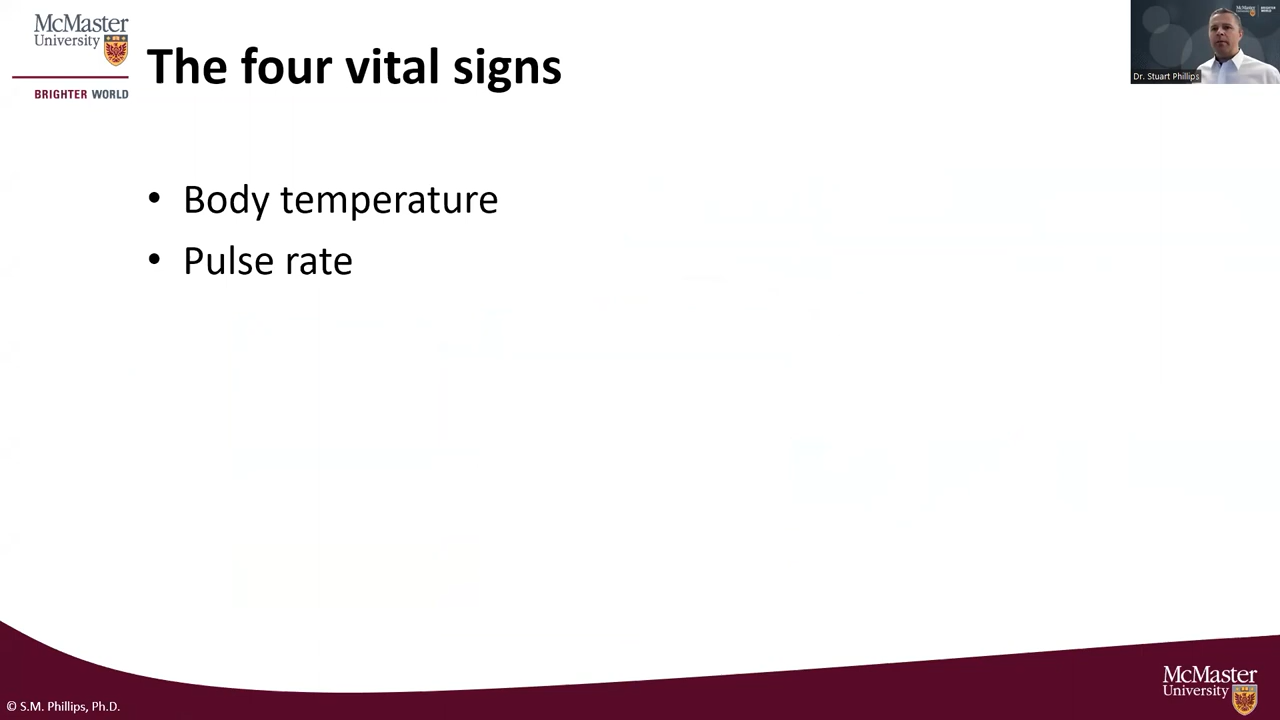 McMaster
University
BRIGHTER WORLD
The four vital signs
Dr. Stuart Phillips
• Body temperature
• Pulse rate
© S.M. Phillips, Ph.D.
McMaster
University